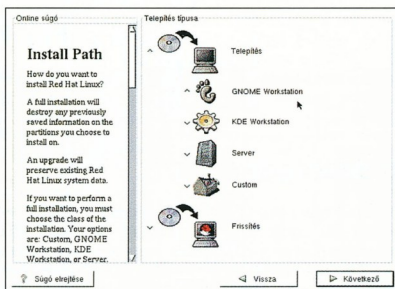 Online súgó
Install Path
How do you want to
install Red Hat Linux?
A full installation will
destroy any previously
saved information on the
partitions you choose to
install on.
An upgrade will
preserve existing Red
Hat Linux system data.
If you want to perform a
full installation, you must
choose the class of the
installation. Your options
are: Custom, GNOME
Workstation, KDE
Workstation, or Server.
Telepítés típusa
Telepítés
GNOME Workstation
KDE Workstation
Server
Custom
Frissítés
Súgó elrejtése
Vissza
Következő